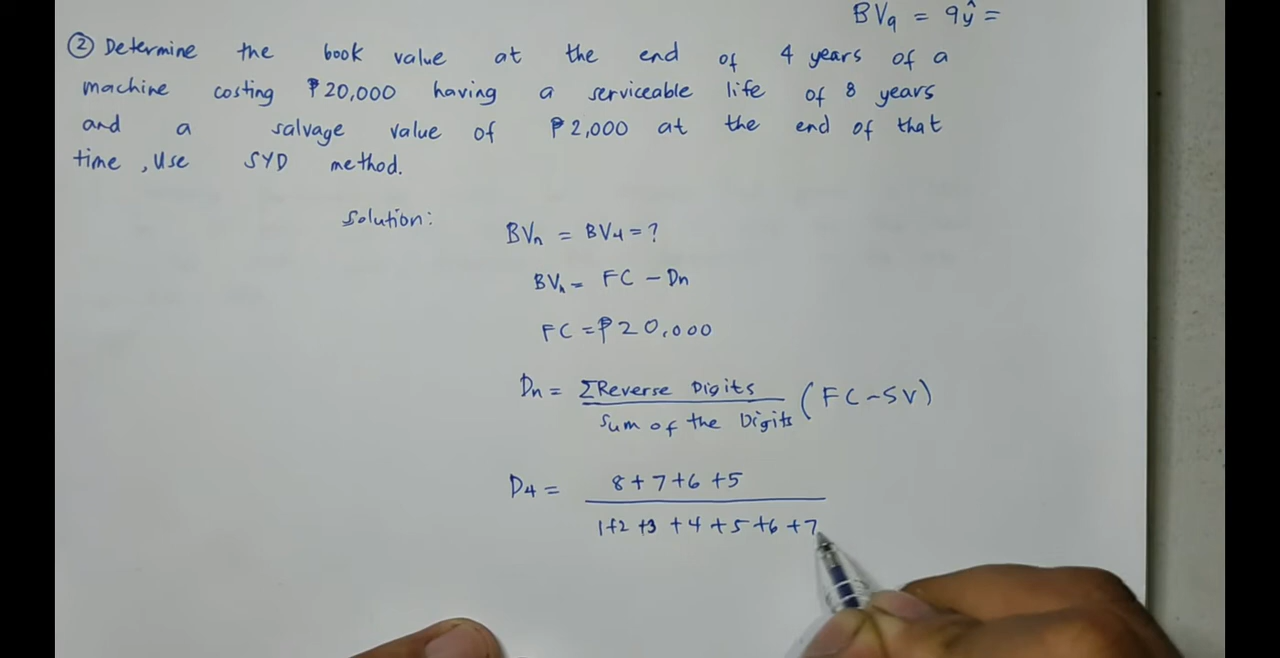 BV9 = 9ŷ =
② Determine the book value at the end of 4 years of a
machine costing ₱20,000 having a serviceable life of 8 years
and a salvage value of ₱2,000 at the end of that
time, Use SYD method.
Solution:
BVn = BV4 = ?
BVn = FC - Dn
FC = ₱20,000
Dn = ΣReverse Digits
Sum of the Digits (FC - SV)
D4 = 8+7+6+5
1+2+3+4+5+6+7